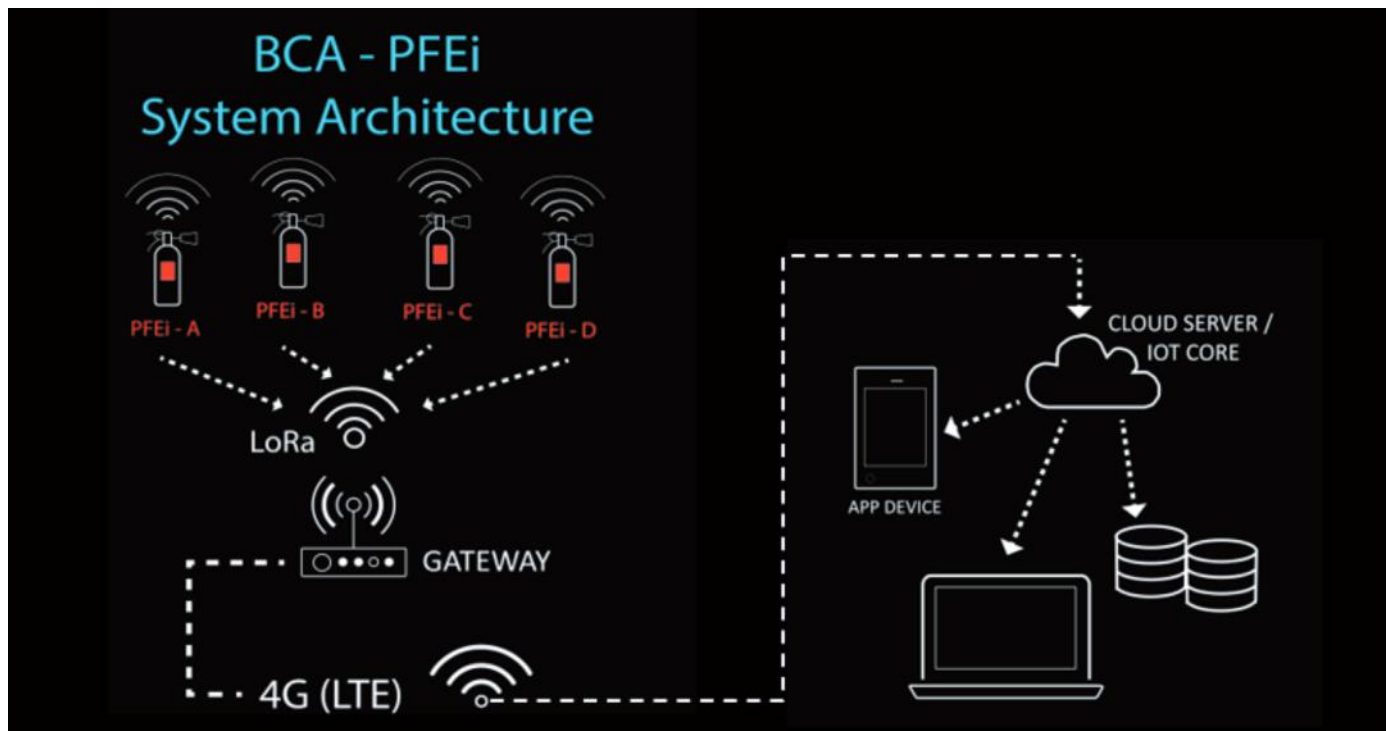 BCA - PFEi
System Architecture
PFEi - A
PFEi - B
PFEi - C
PFEi - D
LoRa
GATEWAY
4G (LTE)
CLOUD SERVER /
IOT CORE
APP DEVICE